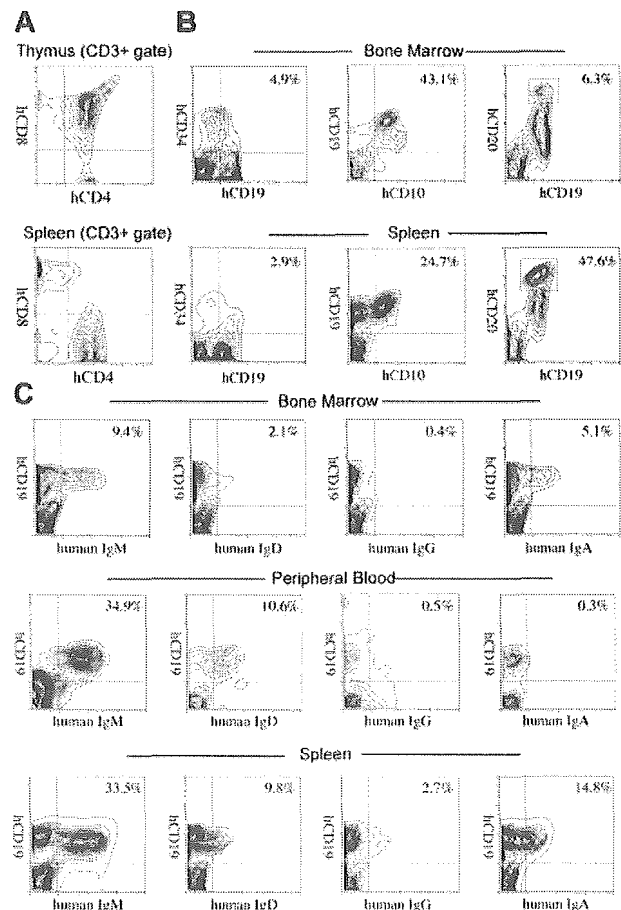 A
B
Thymus (CD3+ gate)
Bone Marrow
4.9%
43.1%
6.3%
hCD8
hCD34
hCD19
hCD20
hCD4
hCD19
hCD10
hCD19
Spleen (CD3+ gate)
Spleen
2.9%
24.7%
47.6%
hCD8
hCD34
hCD19
hCD20
hCD4
hCD19
hCD10
hCD19
C
Bone Marrow
9.4%
2.1%
0.4%
5.1%
hCD19
hCD19
hCD19
hCD19
human IgM
human IgD
human IgG
human IgA
Peripheral Blood
34.9%
10.6%
0.5%
0.3%
hCD19
hCD19
hCD19
hCD19
human IgM
human IgD
human IgG
human IgA
Spleen
33.5%
9.8%
2.7%
14.8%
hCD19
hCD19
hCD19
hCD19
human IgM
human IgD
human IgG
human IgA